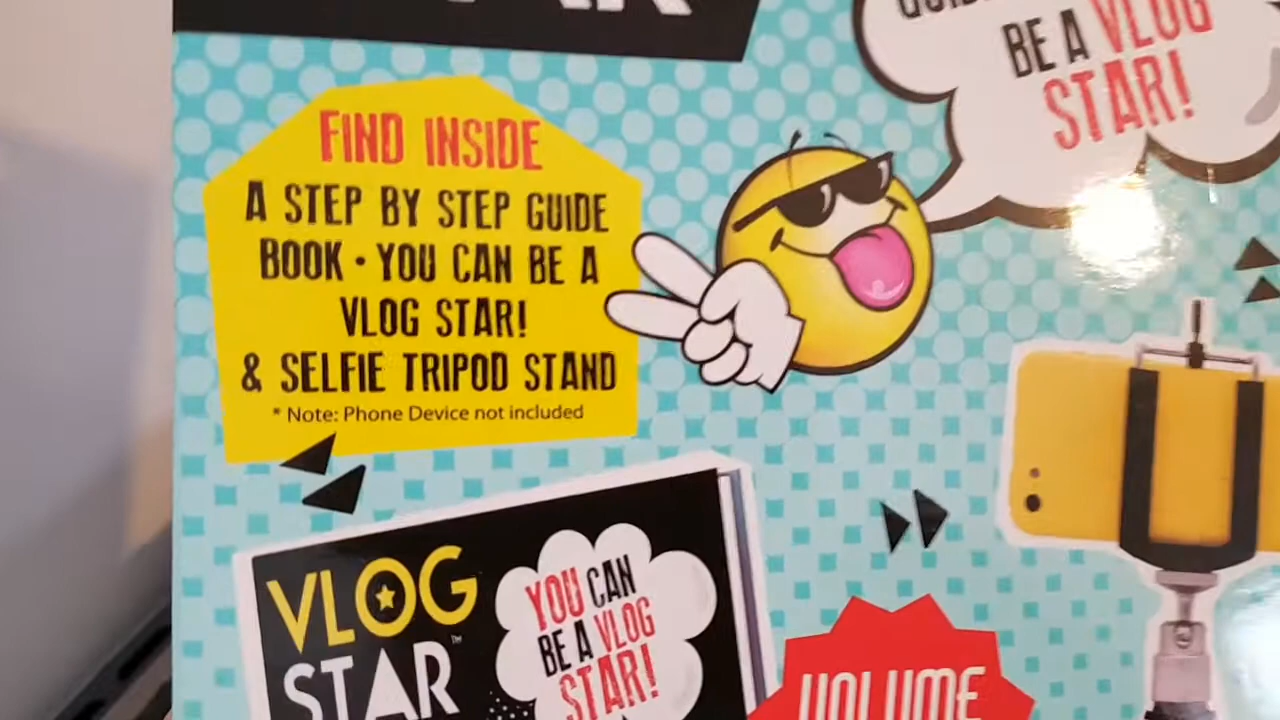 BE A VLOG
STAR!
FIND INSIDE
A STEP BY STEP GUIDE
BOOK • YOU CAN BE A
VLOG STAR!
& SELFIE TRIPOD STAND
* Note: Phone Device not included
VLOG
STAR™
YOU CAN
BE A VLOG
STAR!
VOLUME